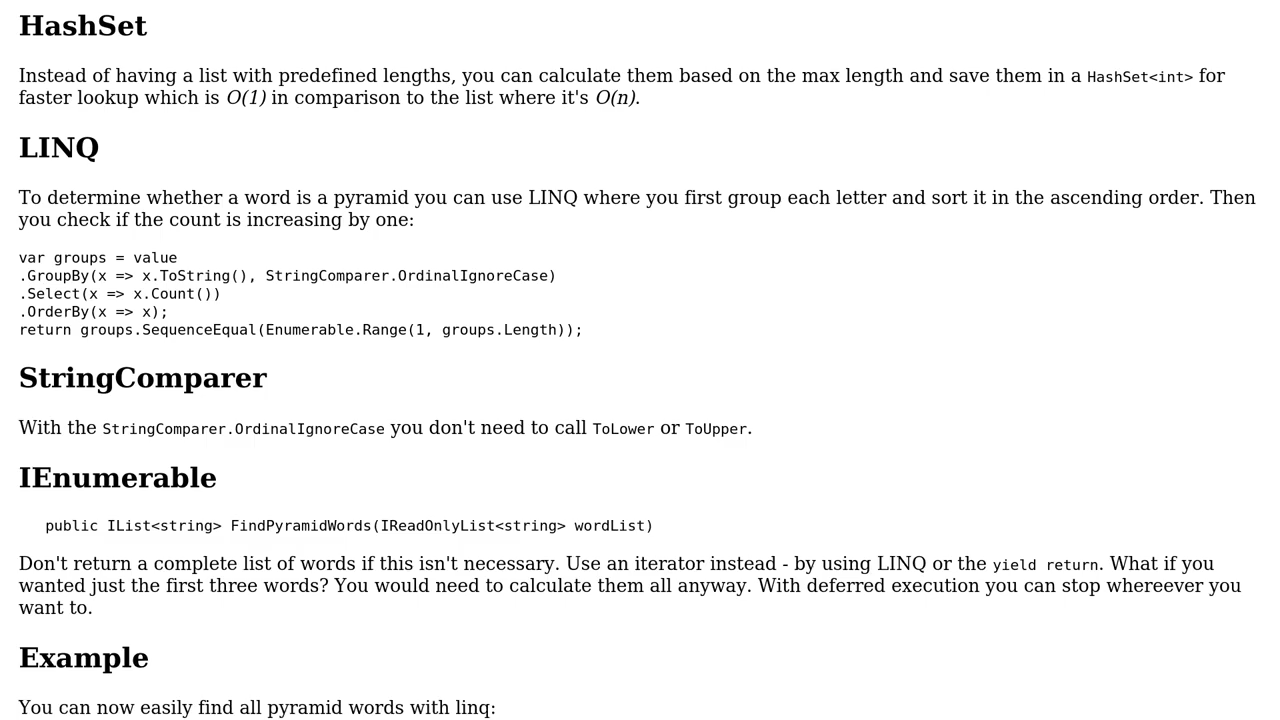 HashSet
Instead of having a list with predefined lengths, you can calculate them based on the max length and save them in a HashSet<int> for
faster lookup which is O(1) in comparison to the list where it's O(n).
LINQ
To determine whether a word is a pyramid you can use LINQ where you first group each letter and sort it in the ascending order. Then
you check if the count is increasing by one:
var groups = value
.GroupBy(x => x.ToString(), StringComparer.OrdinalIgnoreCase)
.Select(x => x.Count())
.OrderBy(x => x);
return groups.SequenceEqual(Enumerable.Range(1, groups.Length));
StringComparer
With the StringComparer.OrdinalIgnoreCase you don't need to call ToLower or ToUpper.
IEnumerable
public IList<string> FindPyramidWords(IReadOnlyList<string> wordList)
Don't return a complete list of words if this isn't necessary. Use an iterator instead - by using LINQ or the yield return. What if you
wanted just the first three words? You would need to calculate them all anyway. With deferred execution you can stop whereever you
want to.
Example
You can now easily find all pyramid words with linq: